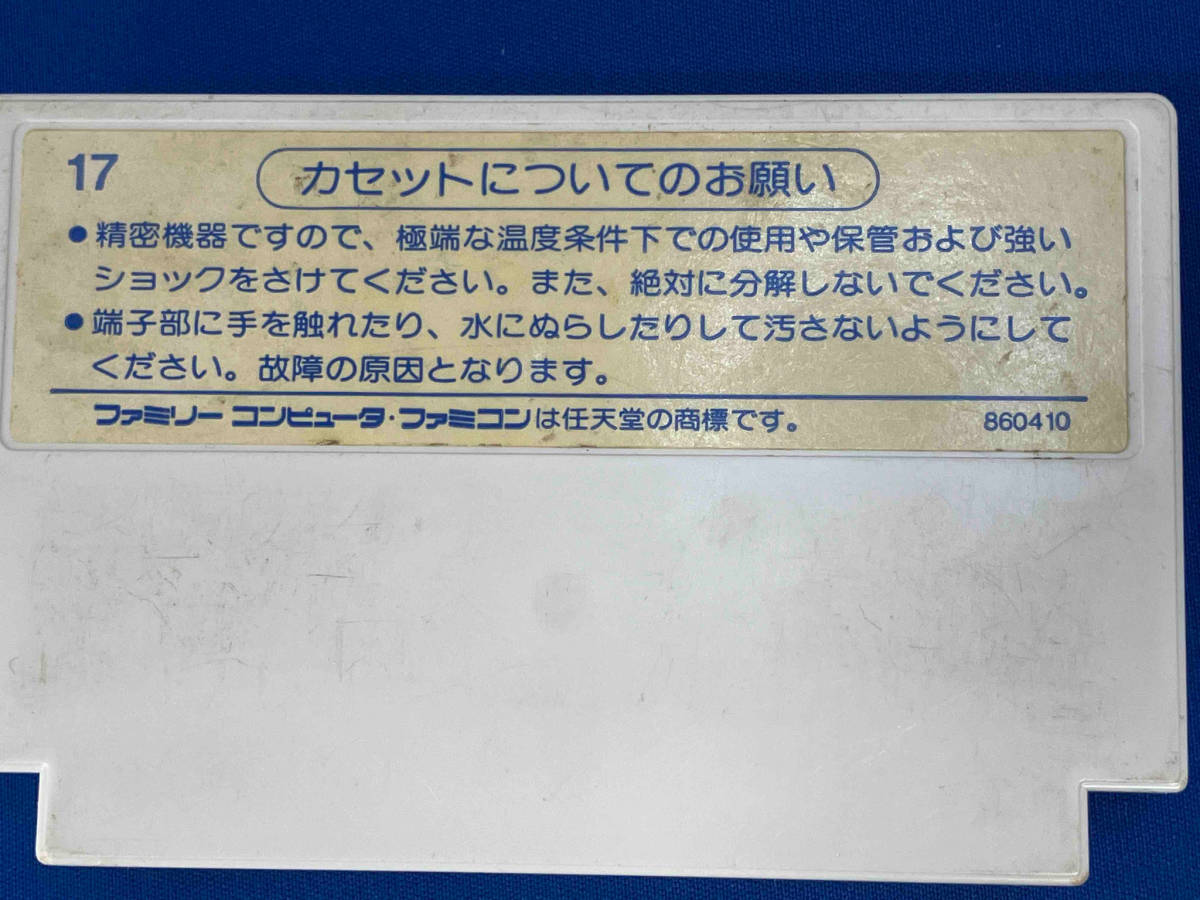 17 カセットについてのお願い
●精密機器ですので、極端な温度条件下での使用や保管および強い
ショックをさけてください。また、絶対に分解しないでください。
●端子部に手を触れたり、水にぬらしたりして汚さないようにして
ください。故障の原因となります。
ファミリー コンピュータ・ファミコンは任天堂の商標です。 860410